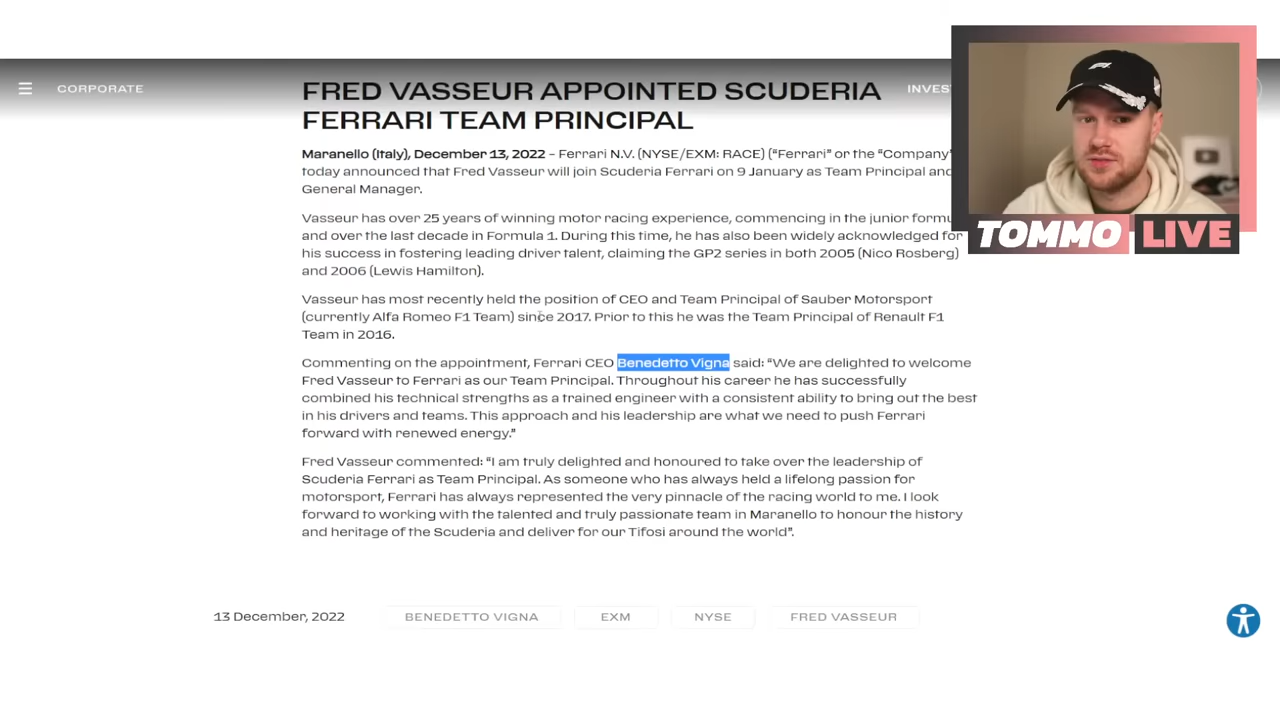 CORPORATE
FRED VASSEUR APPOINTED SCUDERIA
FERRARI TEAM PRINCIPAL
INVEST
Maranello (Italy), December 13, 2022 – Ferrari N.V. (NYSE/EXM: RACE) (“Ferrari” or the “Company”
today announced that Fred Vasseur will join Scuderia Ferrari on 9 January as Team Principal and
General Manager.
Vasseur has over 25 years of winning motor racing experience, commencing in the junior formu
and over the last decade in Formula 1. During this time, he has also been widely acknowledged for
his success in fostering leading driver talent, claiming the GP2 series in both 2005 (Nico Rosberg)
and 2006 (Lewis Hamilton).
Vasseur has most recently held the position of CEO and Team Principal of Sauber Motorsport
(currently Alfa Romeo F1 Team) since 2017. Prior to this he was the Team Principal of Renault F1
Team in 2016.
Commenting on the appointment, Ferrari CEO Benedetto Vigna said: “We are delighted to welcome
Fred Vasseur to Ferrari as our Team Principal. Throughout his career he has successfully
combined his technical strengths as a trained engineer with a consistent ability to bring out the best
in his drivers and teams. This approach and his leadership are what we need to push Ferrari
forward with renewed energy.”
Fred Vasseur commented: “I am truly delighted and honoured to take over the leadership of
Scuderia Ferrari as Team Principal. As someone who has always held a lifelong passion for
motorsport, Ferrari has always represented the very pinnacle of the racing world to me. I look
forward to working with the talented and truly passionate team in Maranello to honour the history
and heritage of the Scuderia and deliver for our Tifosi around the world”.
13 December, 2022
BENEDETTO VIGNA
EXM
NYSE
FRED VASSEUR
F1
TOMMO LIVE